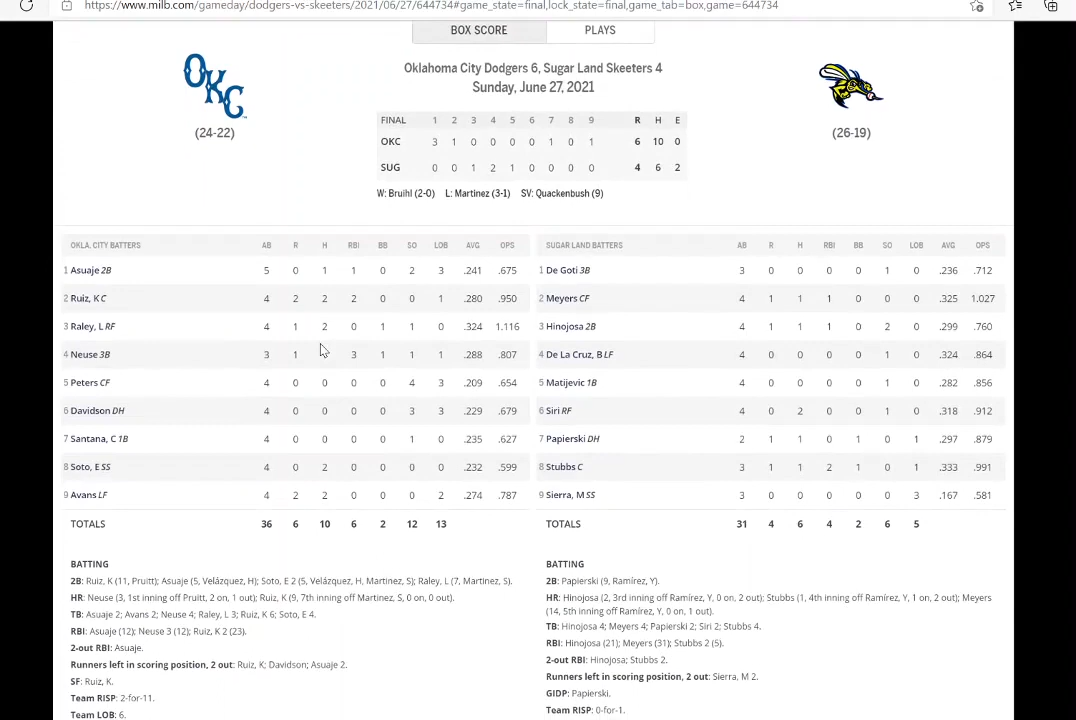 https://www.milb.com/gameday/dodgers-vs-skeeters/2021/06/27/644734#game_state=final,lock_state=final,game_tab=box,game=644734
BOX SCORE PLAYS
OKC
(24-22)
Oklahoma City Dodgers 6, Sugar Land Skeeters 4
Sunday, June 27, 2021
(26-19)
FINAL 1 2 3 4 5 6 7 8 9 R H E
OKC 3 1 0 0 0 0 1 0 1 6 10 0
SUG 0 0 1 2 1 0 0 0 0 4 6 2
W: Bruihl (2-0) L: Martinez (3-1) SV: Quackenbush (9)
OKLA. CITY BATTERS AB R H RBI BB SO LOB AVG OPS
1 Asuaje 2B 5 0 1 1 0 2 3 .241 .675
2 Ruiz, K C 4 2 2 2 0 0 1 .280 .950
3 Raley, L RF 4 1 2 0 1 1 0 .324 1.116
4 Neuse 3B 3 1 3 1 1 1 .288 .807
5 Peters CF 4 0 0 0 0 4 3 .209 .654
6 Davidson DH 4 0 0 0 0 3 3 .229 .679
7 Santana, C 1B 4 0 0 0 0 1 0 .235 .627
8 Soto, E SS 4 0 2 0 0 0 0 .232 .599
9 Avans LF 4 2 2 0 0 0 2 .274 .787
TOTALS 36 6 10 6 2 12 13
BATTING
2B: Ruiz, K (11, Pruitt); Asuaje (5, Velázquez, H); Soto, E 2 (5, Velázquez, H, Martinez, S); Raley, L (7, Martinez, S).
HR: Neuse (3, 1st inning off Pruitt, 2 on, 1 out); Ruiz, K (9, 7th inning off Martinez, S, 0 on, 0 out).
TB: Asuaje 2; Avans 2; Neuse 4; Raley, L 3; Ruiz, K 6; Soto, E 4.
RBI: Asuaje (12); Neuse 3 (12); Ruiz, K 2 (23).
2-out RBI: Asuaje.
Runners left in scoring position, 2 out: Ruiz, K; Davidson; Asuaje 2.
SF: Ruiz, K.
Team RISP: 2-for-11.
Team LOB: 6.
SUGAR LAND BATTERS AB R H RBI BB SO LOB AVG OPS
1 De Goti 3B 3 0 0 0 0 1 0 .236 .712
2 Meyers CF 4 1 1 1 0 0 0 .325 1.027
3 Hinojosa 2B 4 1 1 1 0 2 0 .299 .760
4 De La Cruz, B LF 4 0 0 0 0 1 0 .324 .864
5 Matijevic 1B 4 0 0 0 0 1 0 .282 .856
6 Siri RF 4 0 2 0 0 1 0 .318 .912
7 Papierski DH 2 1 1 0 1 0 1 .297 .879
8 Stubbs C 3 1 1 2 1 0 1 .333 .991
9 Sierra, M SS 3 0 0 0 0 0 3 .167 .581
TOTALS 31 4 6 4 2 6 5
BATTING
2B: Papierski (9, Ramírez, Y).
HR: Hinojosa (2, 3rd inning off Ramírez, Y, 0 on, 2 out); Stubbs (1, 4th inning off Ramírez, Y, 1 on, 2 out); Meyers
(14, 5th inning off Ramírez, Y, 0 on, 1 out).
TB: Hinojosa 4; Meyers 4; Papierski 2; Siri 2; Stubbs 4.
RBI: Hinojosa (21); Meyers (31); Stubbs 2 (5).
2-out RBI: Hinojosa; Stubbs 2.
Runners left in scoring position, 2 out: Sierra, M 2.
GIDP: Papierski.
Team RISP: 0-for-1.